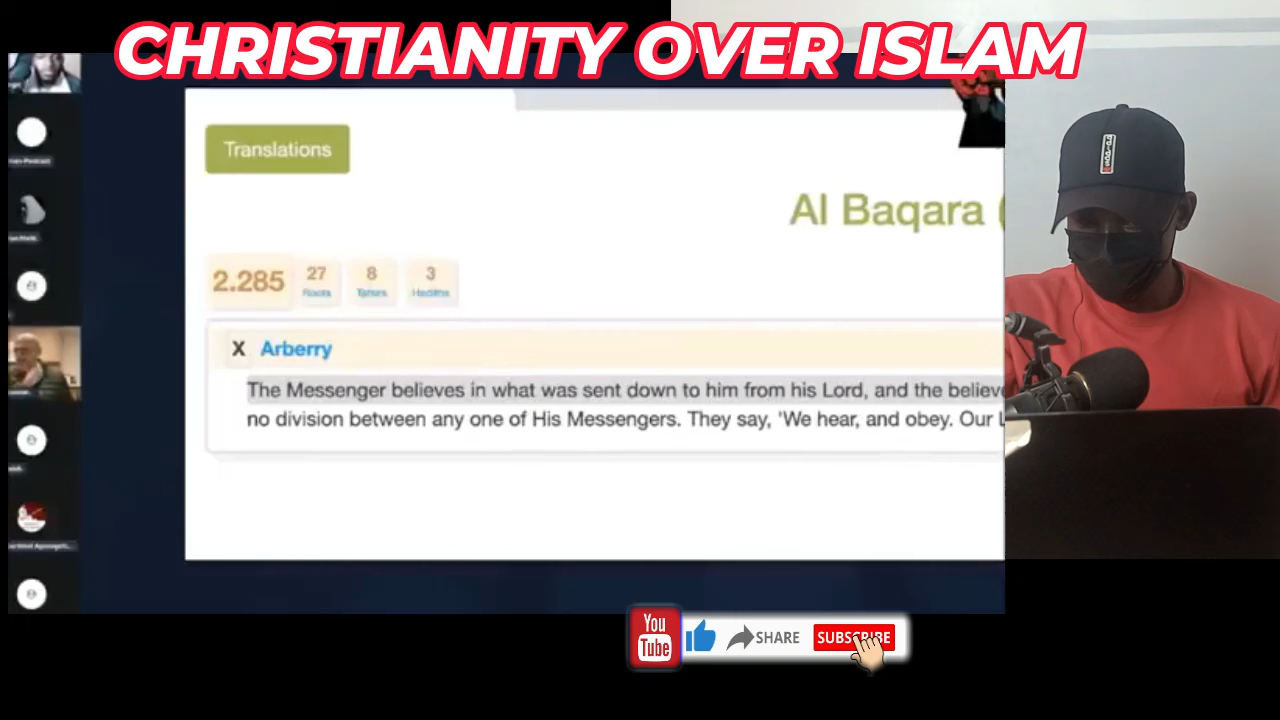 CHRISTIANITY OVER ISLAM
Translations
Al Baqara (
2.285
27
Roots
8
Tafsirs
3
Hadiths
X Arberry
The Messenger believes in what was sent down to him from his Lord, and the believe
no division between any one of His Messengers. They say, 'We hear, and obey. Our L
You
Tube
SHARE
SUBSCRIBE